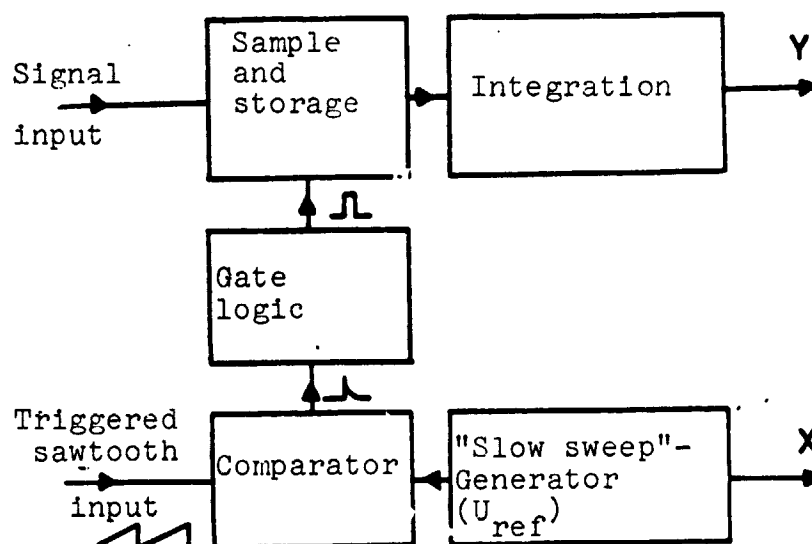 Signal
input
Sample
and
storage
Integration
Y
Gate
logic
Triggered
sawtooth
input
Comparator
"Slow sweep"-
Generator
(U_ref)
X